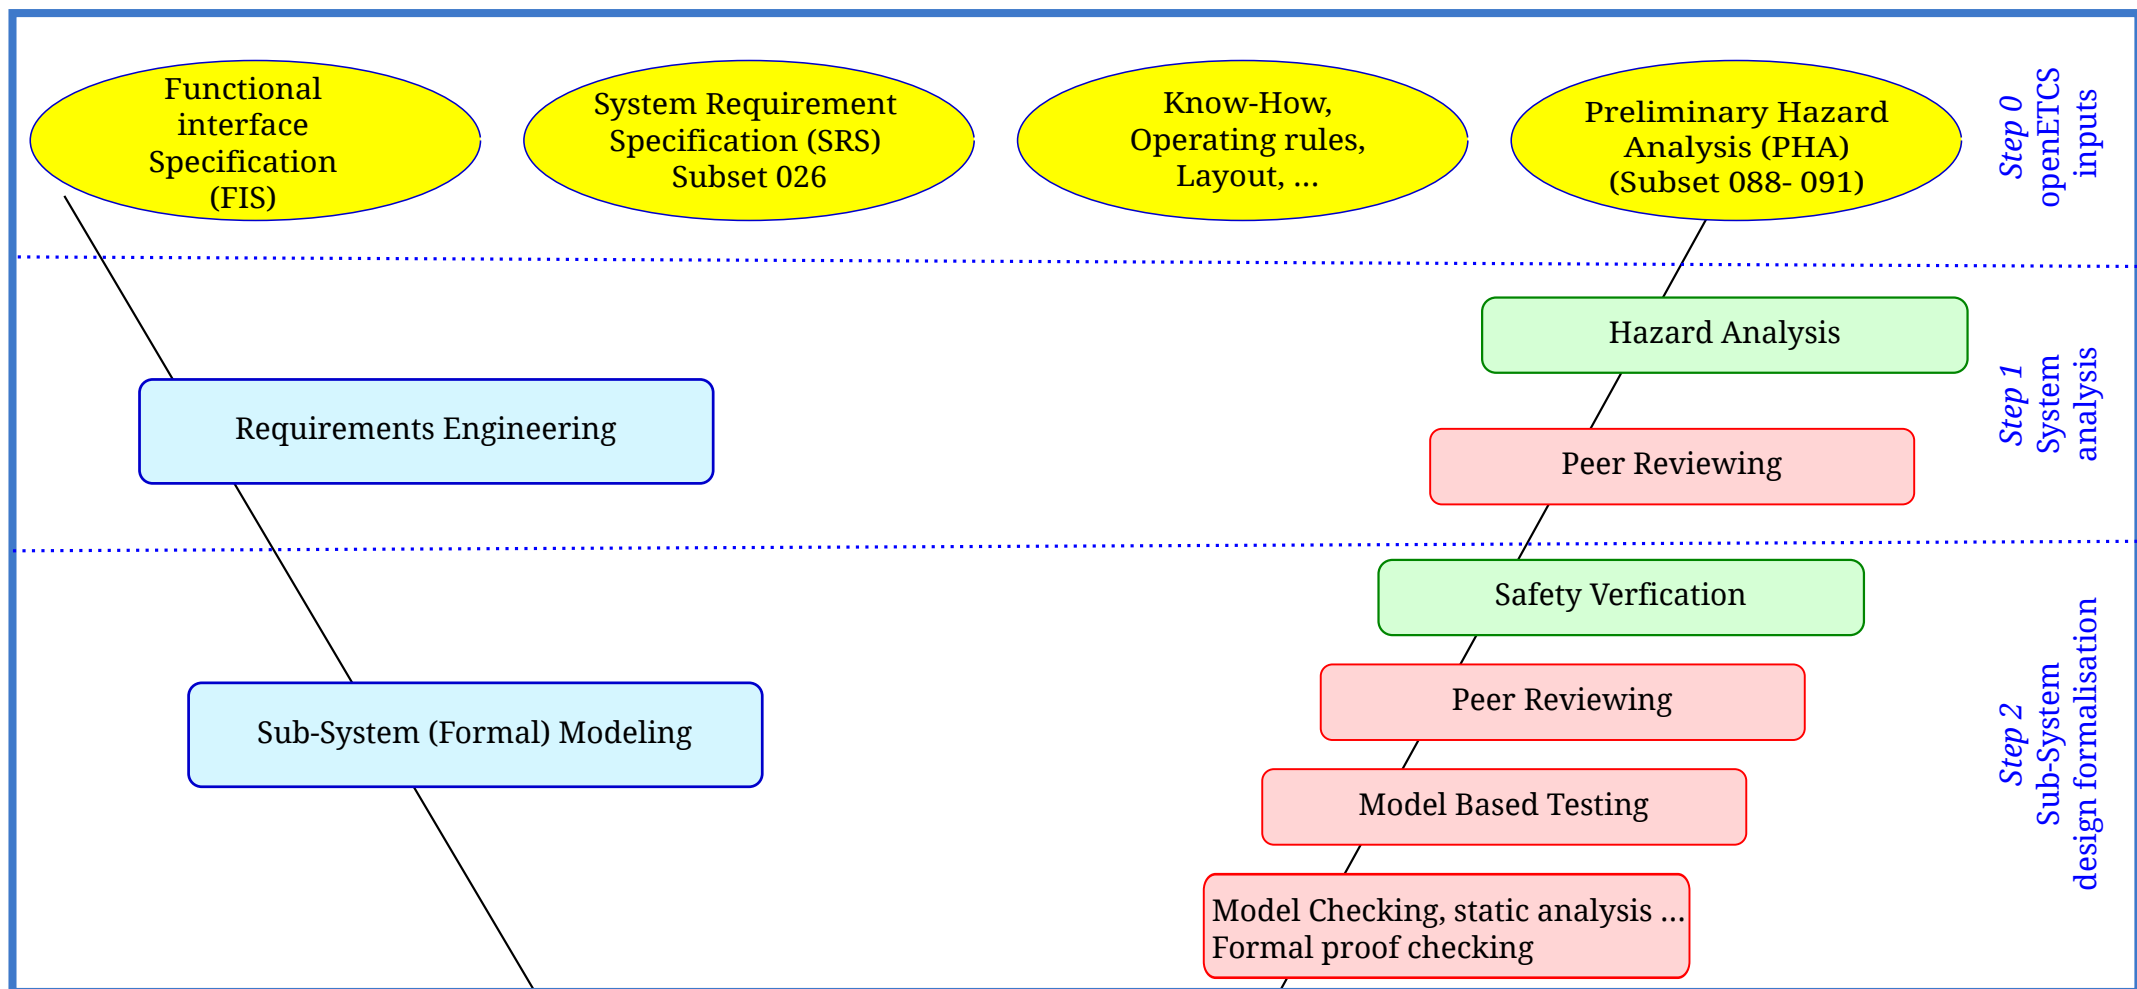 Functional
interface
Specification
(FIS)
System Requirement
Specification (SRS)
Subset 026
Know-How,
Operating rules,
Layout, ...
Preliminary Hazard
Analysis (PHA)
(Subset 088- 091)
Step 0
openETCS
inputs
Hazard Analysis
Requirements Engineering
Peer Reviewing
Step 1
System
analysis
Safety Verfication
Peer Reviewing
Sub-System (Formal) Modeling
Model Based Testing
Model Checking, static analysis ...
Formal proof checking
Step 2
Sub-System
design formalisation